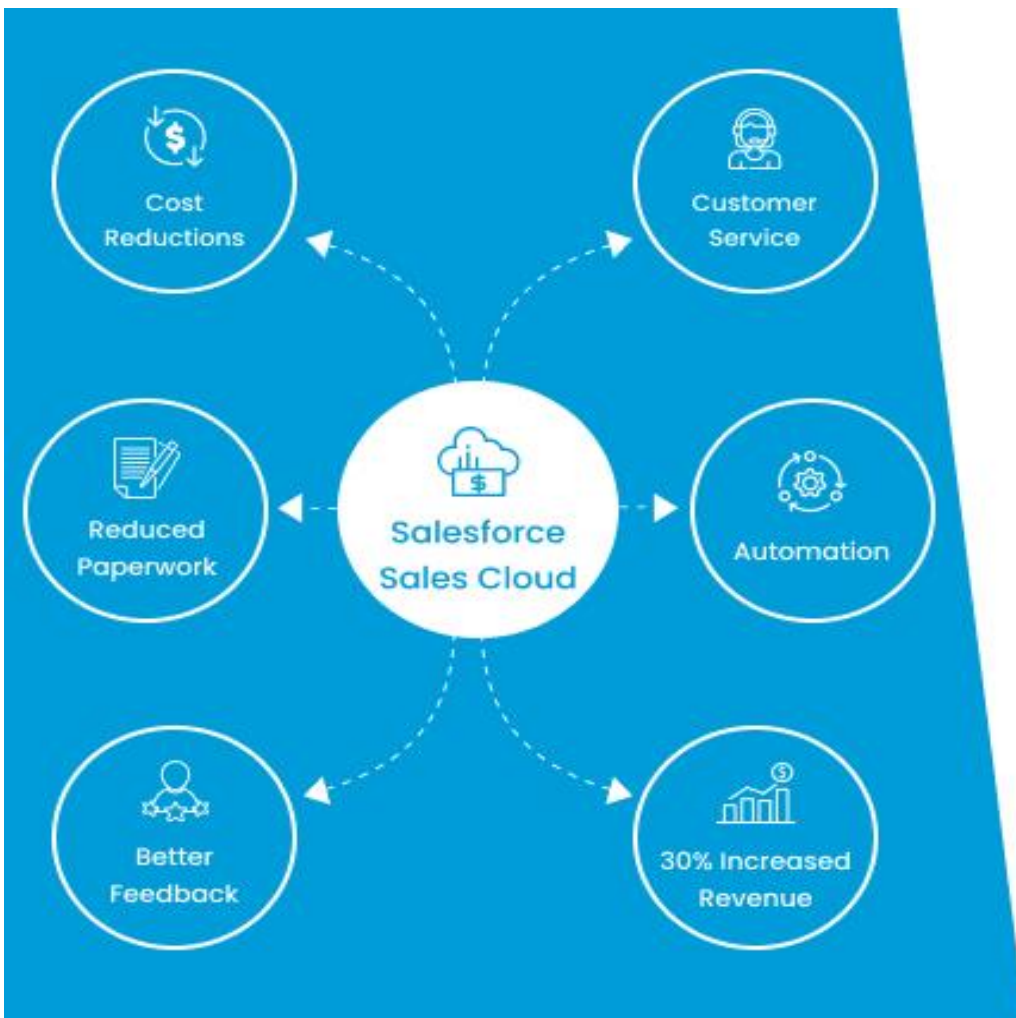 Cost
Reductions
Customer
Service
$
Salesforce
Sales Cloud
Reduced
Paperwork
Automation
Better
Feedback
$
30% Increased
Revenue